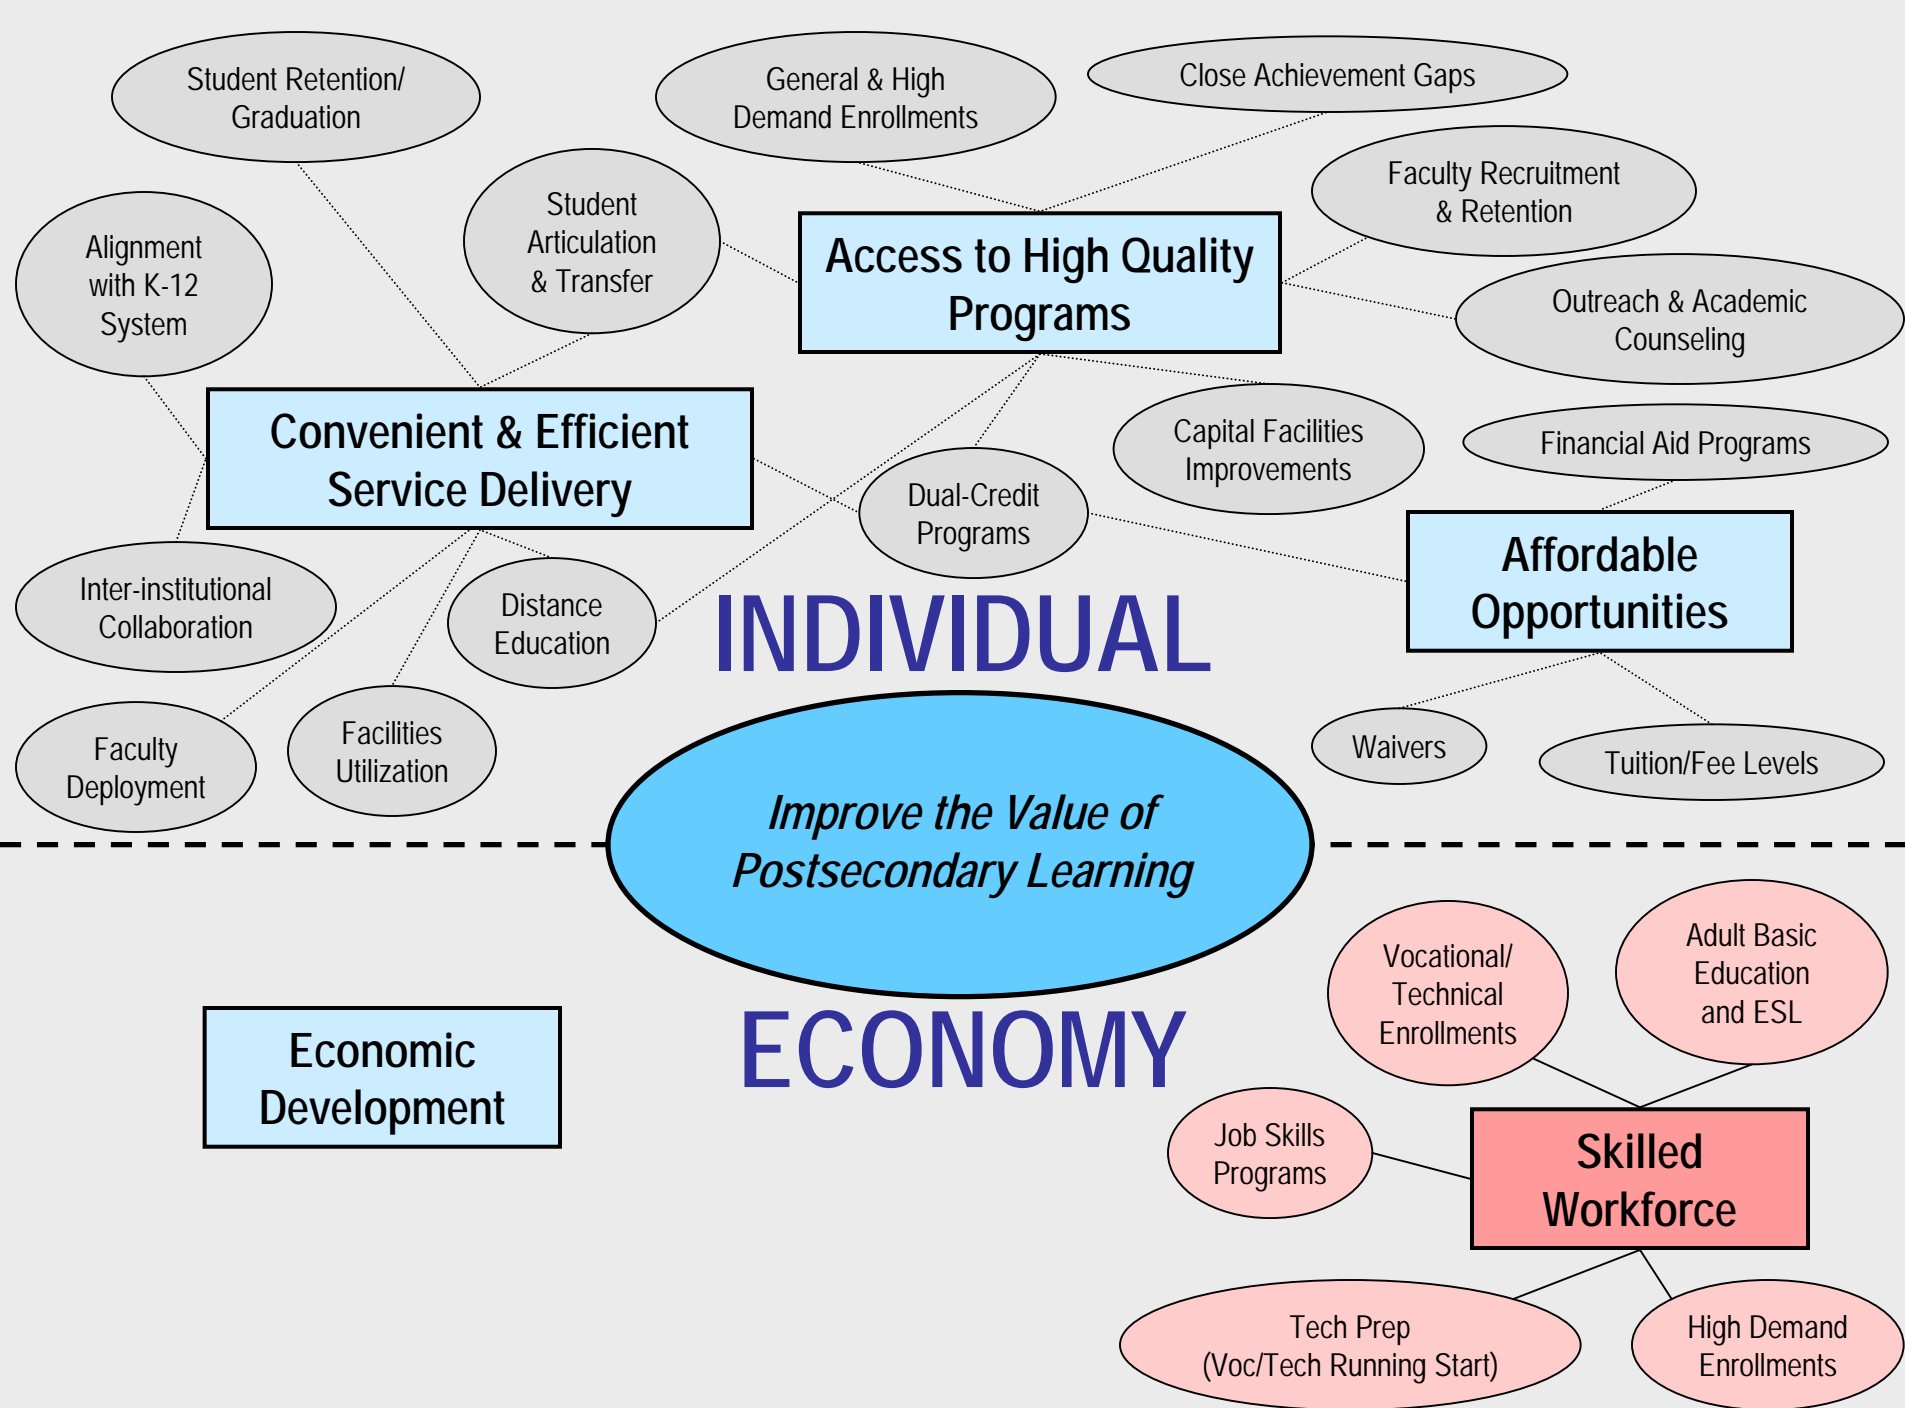 Student Retention/
Graduation
General & High
Demand Enrollments
Close Achievement Gaps
Faculty Recruitment
& Retention
Student
Articulation
& Transfer
Alignment
with K-12
System
Access to High Quality
Programs
Outreach & Academic
Counseling
Convenient & Efficient
Service Delivery
Capital Facilities
Improvements
Financial Aid Programs
Dual-Credit
Programs
Affordable
Opportunities
Inter-institutional
Collaboration
Distance
Education
INDIVIDUAL
Faculty
Deployment
Facilities
Utilization
Waivers
Tuition/Fee Levels
Improve the Value of
Postsecondary Learning
Vocational/
Technical
Enrollments
Adult Basic
Education
and ESL
ECONOMY
Economic
Development
Job Skills
Programs
Skilled
Workforce
Tech Prep
(Voc/Tech Running Start)
High Demand
Enrollments